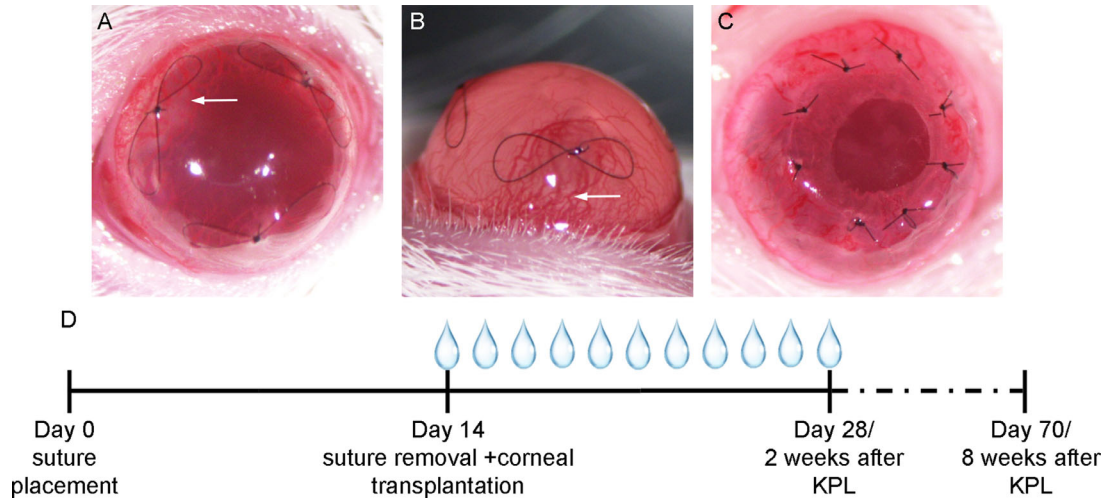 A
B
C
D
Day 0
suture
placement
Day 14
suture removal +corneal
transplantation
Day 28/
2 weeks after
KPL
Day 70/
8 weeks after
KPL